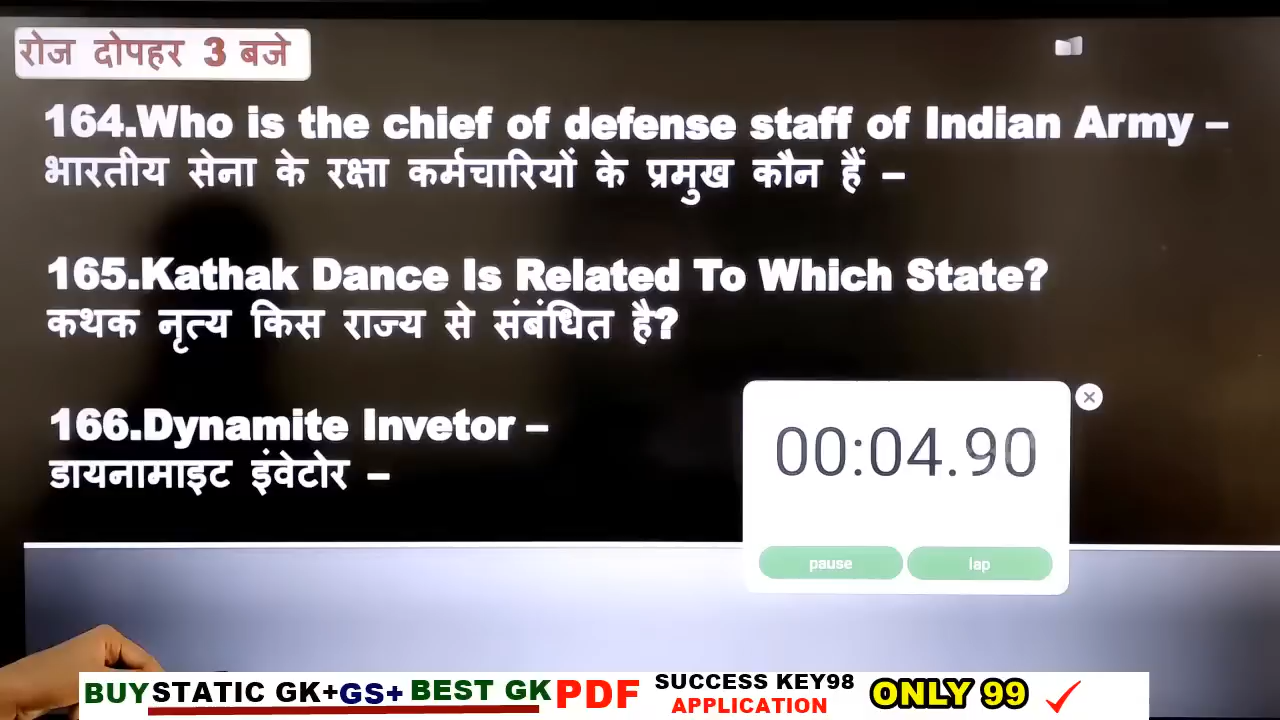 रोज दोपहर 3 बजे
164.Who is the chief of defense staff of Indian Army –
भारतीय सेना के रक्षा कर्मचारियों के प्रमुख कौन हैं –
165.Kathak Dance Is Related To Which State?
कथक नृत्य किस राज्य से संबंधित है?
166.Dynamite Invetor –
डायनामाइट इंवेटोर –
00:04.90
pause lap
BUY STATIC GK+GS+ BEST GK PDF SUCCESS KEY98 APPLICATION ONLY 99